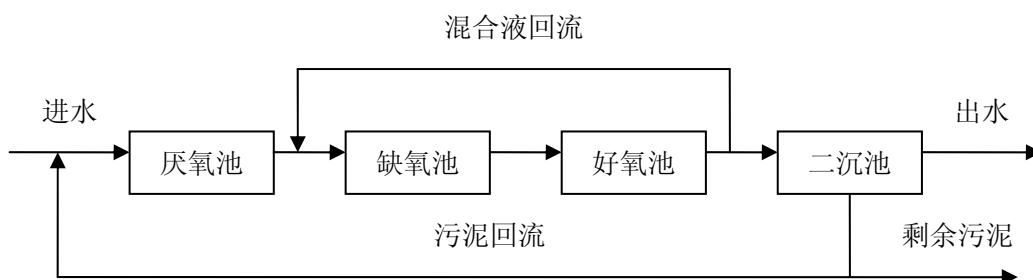 混合液回流
进水
出水
厌氧池
缺氧池
好氧池
二沉池
污泥回流
剩余污泥